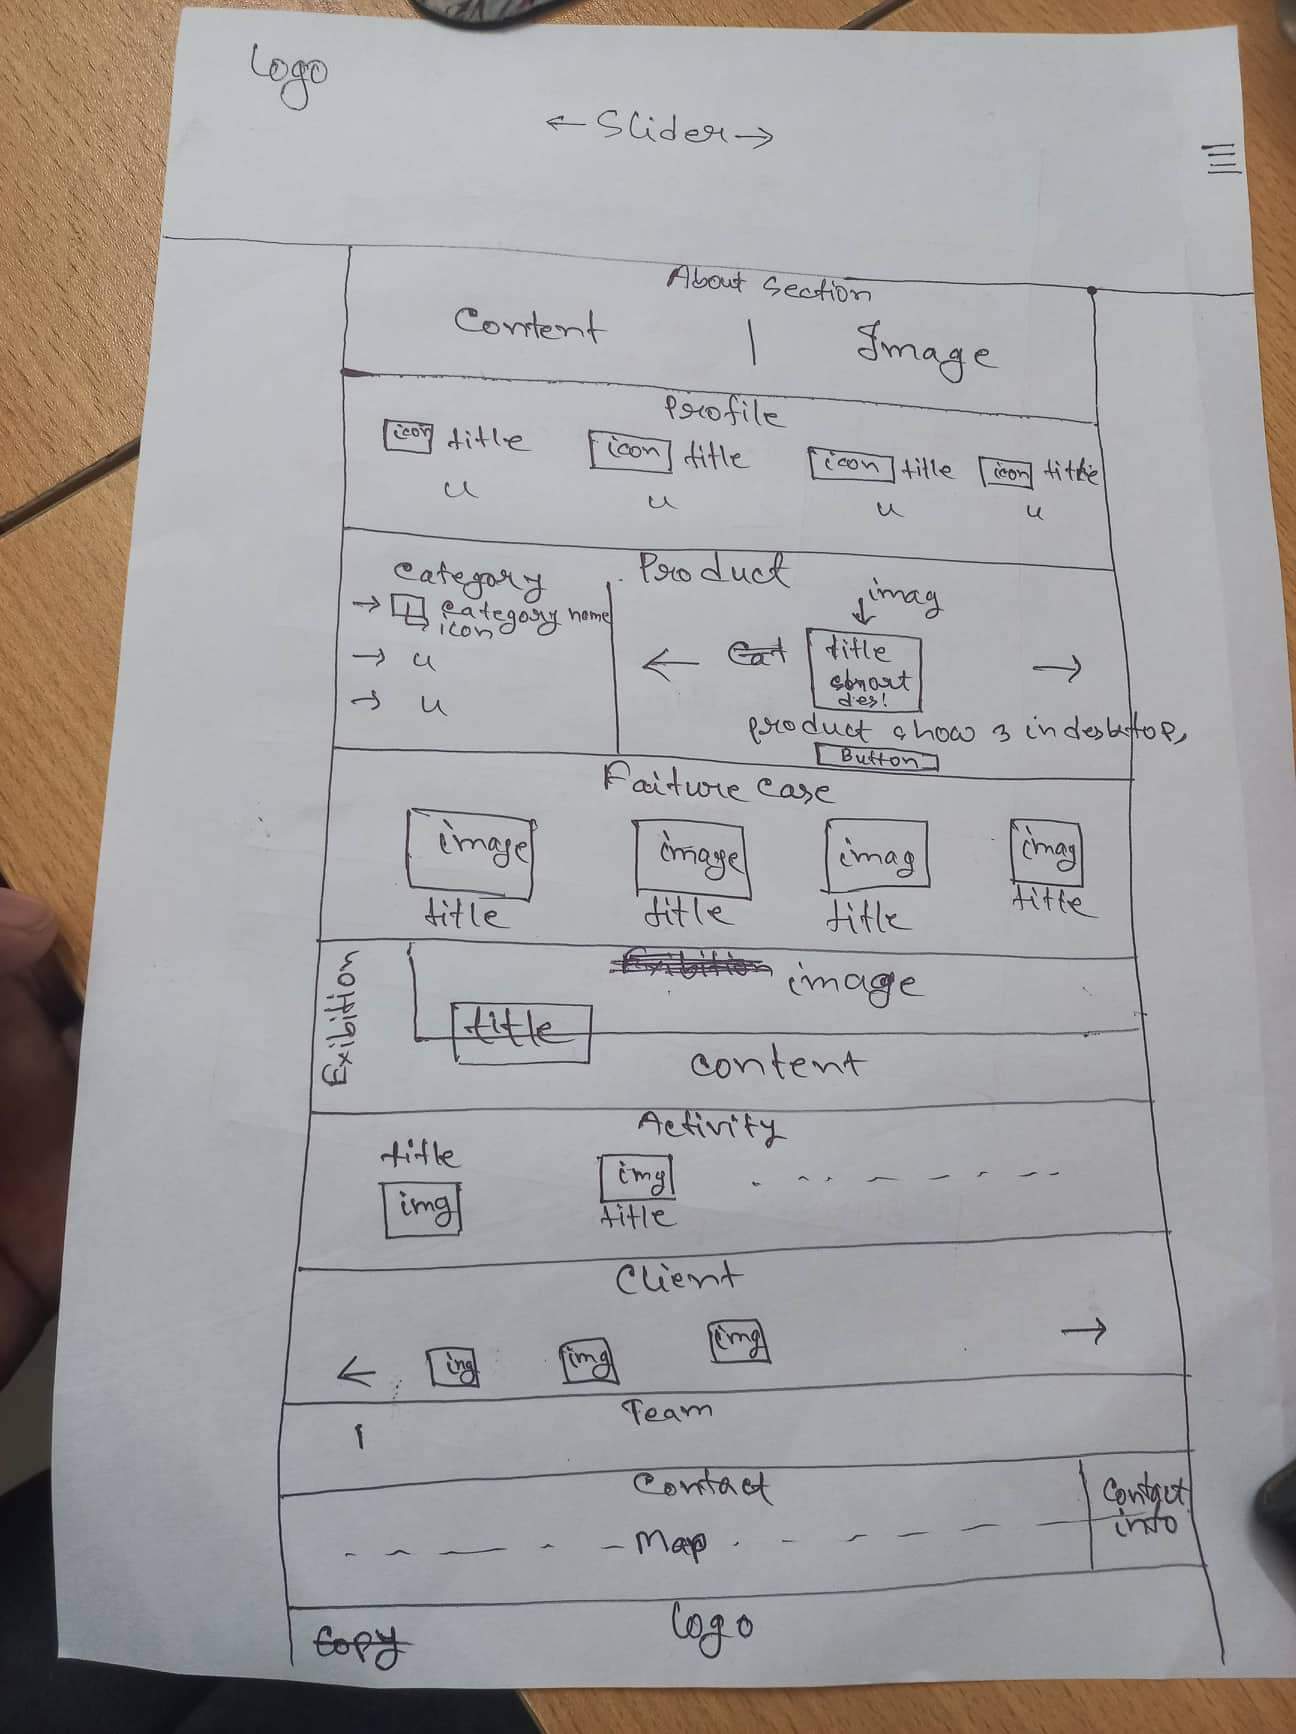 Logo
← Slider →
About Section
Content | Image
Profile
icon title icon title icon title icon title
u u u u
Category
Product
→ category name
icon
→ u
→ u
imag
← Cat title →
short
des!
product show 3 in desktop,
Button
Faiture Case
image image imag imag
title title title title
Exibition
Exibition image
title
content
Activity
title
img
img
title
Client
← img img img →
Team
Contact
Contact
info
Map
Copy Logo